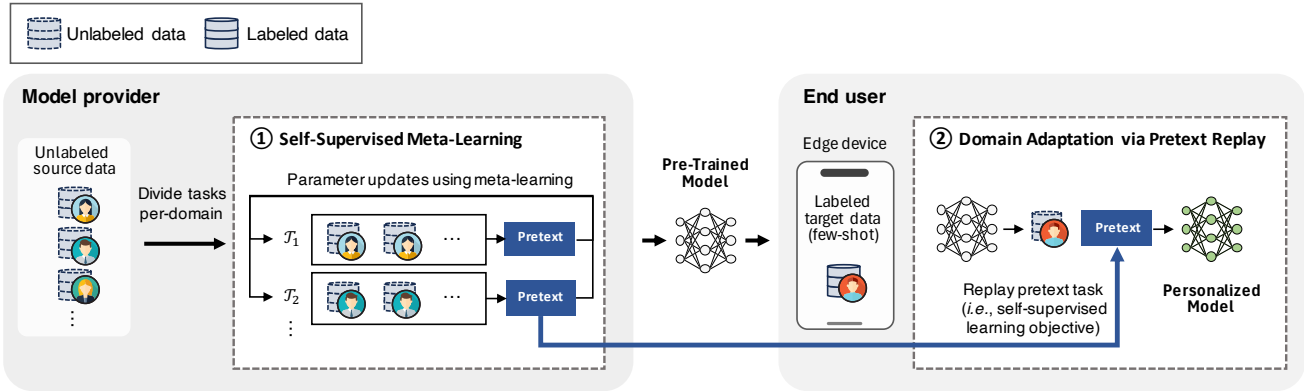 Unlabeled data
Labeled data
Model provider
Unlabeled
source data
⋮
Divide tasks
per-domain
① Self-Supervised Meta-Learning
Parameter updates using meta-learning
𝒯1
⋯
Pretext
𝒯2
⋯
Pretext
⋮
Pre-Trained
Model
End user
Edge device
Labeled
target data
(few-shot)
② Domain Adaptation via Pretext Replay
Pretext
Replay pretext task
(i.e., self-supervised
learning objective)
Personalized
Model